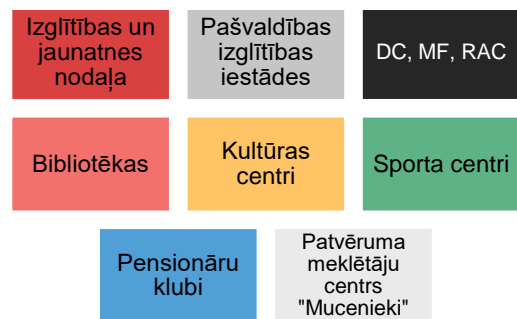 Izglītības un
jaunatnes
nodaļa
Pašvaldības
izglītības
iestādes
DC, MF, RAC
Bibliotēkas
Kultūras
centri
Sporta centri
Pensionāru
klubi
Patvēruma
meklētāju
centrs
"Mucenieki"